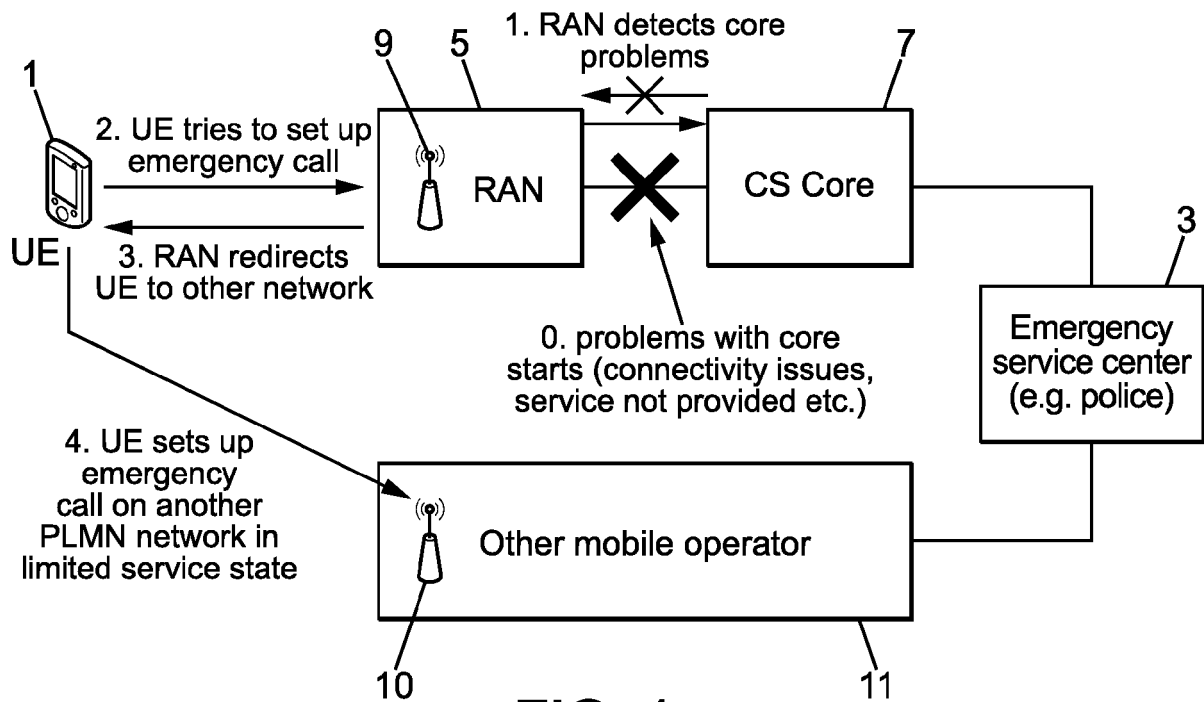 1. RAN detects core
problems
9
5
7
1
2. UE tries to set up
emergency call
RAN
CS Core
UE
3. RAN redirects
UE to other network
3
0. problems with core
starts (connectivity issues,
service not provided etc.)
Emergency
service center
(e.g. police)
4. UE sets up
emergency
call on another
PLMN network in
limited service state
Other mobile operator
10
11